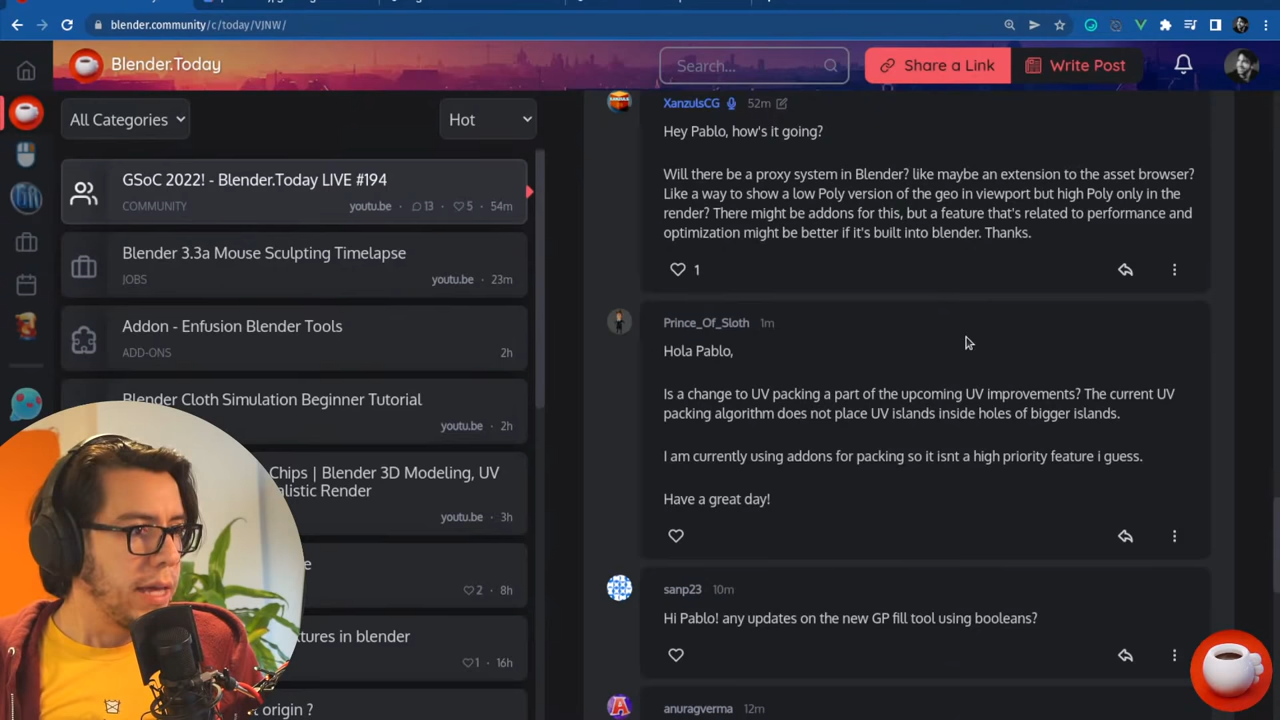 blender.community/c/today/VJNW/
Blender.Today
Search...
Share a Link
Write Post
All Categories
Hot
GSoC 2022! - Blender.Today LIVE #194
COMMUNITY
youtu.be · 13 · 5 · 54m
Blender 3.3a Mouse Sculpting Timelapse
JOBS
youtu.be · 23m
Addon - Enfusion Blender Tools
ADD-ONS
2h
Blender Cloth Simulation Beginner Tutorial
youtu.be · 2h
Chips | Blender 3D Modeling, UV
Render
youtu.be · 3h
2 · 8h
in blender
1 · 16h
origin ?
XanzulsCG 52m
Hey Pablo, how's it going?
Will there be a proxy system in Blender? like maybe an extension to the asset browser?
Like a way to show a low Poly version of the geo in viewport but high Poly only in the
render? There might be addons for this, but a feature that's related to performance and
optimization might be better if it's built into blender. Thanks.
1
Prince_Of_Sloth 1m
Hola Pablo,
Is a change to UV packing a part of the upcoming UV improvements? The current UV
packing algorithm does not place UV islands inside holes of bigger islands.
I am currently using addons for packing so it isnt a high priority feature i guess.
Have a great day!
sanp23 10m
Hi Pablo! any updates on the new GP fill tool using booleans?
anuragverma 12m